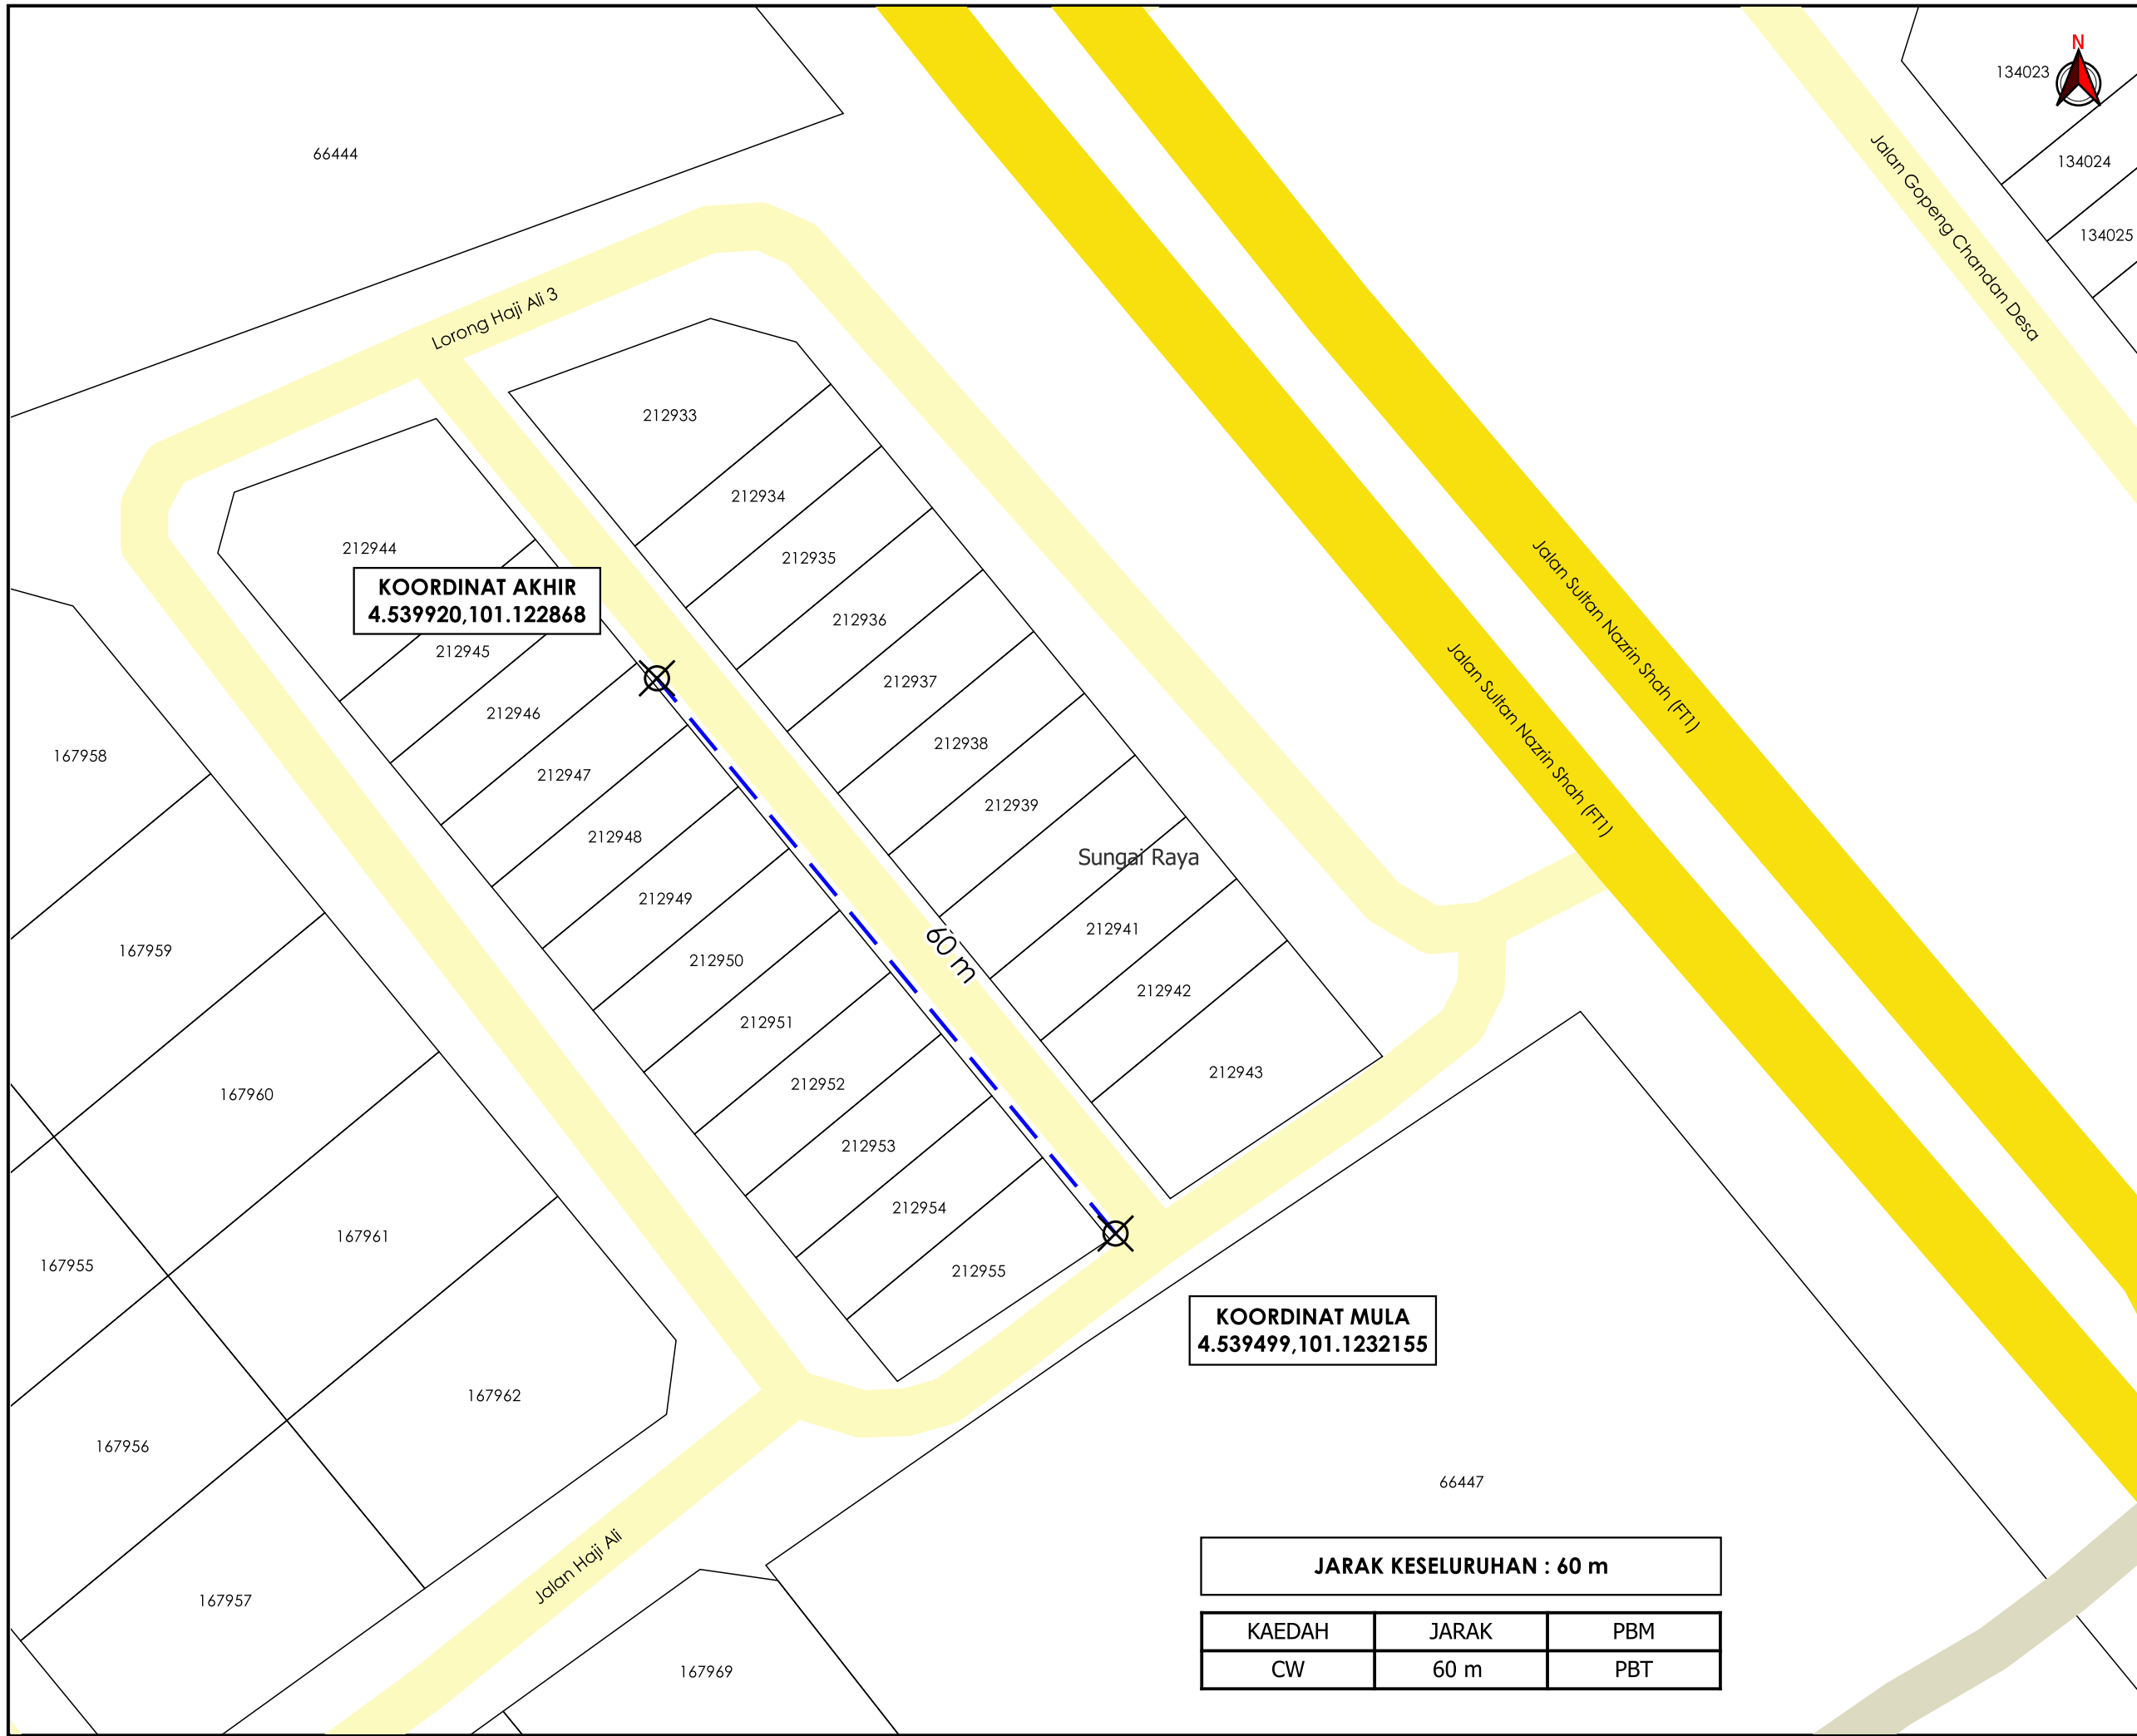 N
134023
66444
134024
Jalan Gopeng Chandan Desa
134025
Lorong Haji Ali 3
212933
212934
212944
212935
KOORDINAT AKHIR
4.539920,101.122868
Jalan Sultan Nazrin Shah (FT1)
212936
212945
212937
212946
Jalan Sultan Nazrin Shah (FT1)
212938
167958
212947
212939
212948
Sungai Raya
212949
212941
167959
60 m
212950
212942
212951
212943
212952
167960
212953
212954
167961
167955
212955
KOORDINAT MULA
4.539499,101.1232155
167962
167956
66447
Jalan Haji Ali
JARAK KESELURUHAN : 60 m
167957
KAEDAH JARAK PBM
CW 60 m PBT
167969